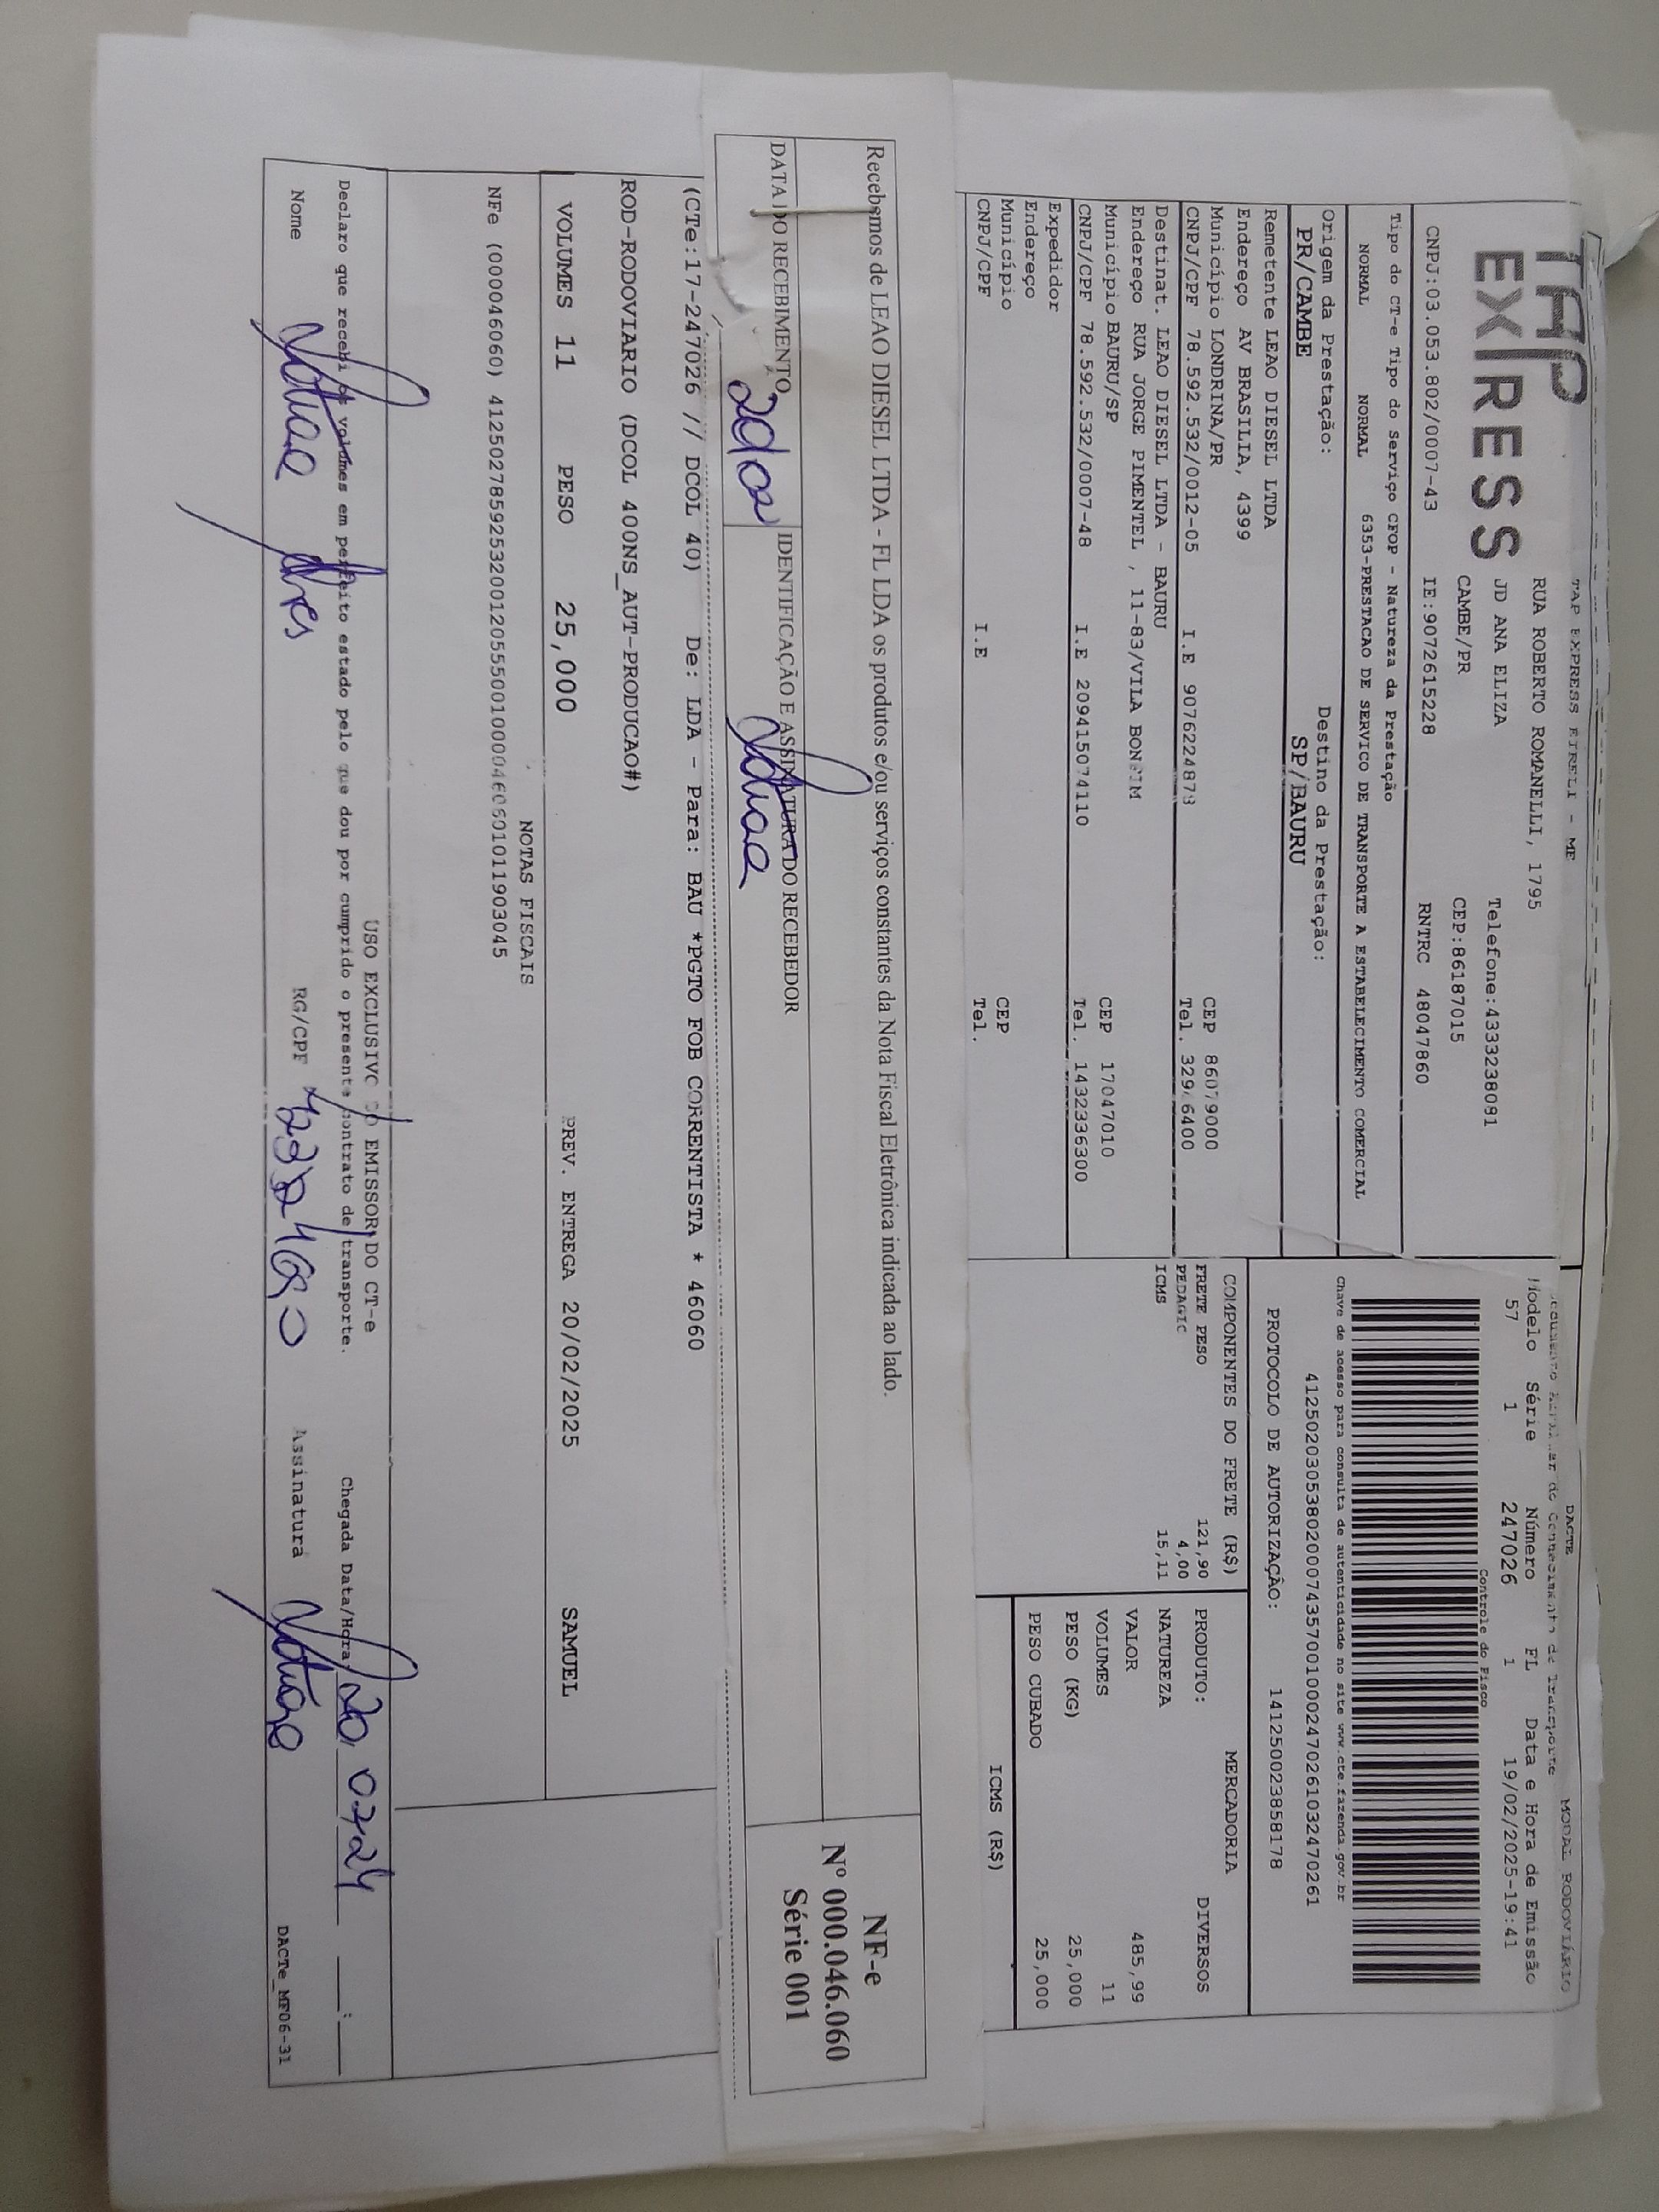 TAP EXPRESS EIRELI - ME
TAP
EXPRESS
RUA ROBERTO ROMANELLI, 1795
JD ANA ELIZA
Telefone:4333238081
CAMBE/PR
CEP:86187015
CNPJ:03.053.802/0007-43 IE:9072615228 RNTRC 48047860
Tipo do CT-e Tipo do Serviço CFOP - Natureza da Prestação
NORMAL NORMAL 6353-PRESTACAO DE SERVICO DE TRANSPORTE A ESTABELECIMENTO COMERCIAL
Origem da Prestação: Destino da Prestação:
PR/CAMBE SP/BAURU
Remetente LEAO DIESEL LTDA
Endereço AV BRASILIA, 4399
Município LONDRINA/PR CEP 86079000
CNPJ/CPF 78.592.532/0012-05 I.E Tel.
Destinat. LEAO DIESEL LTDA - BAURU
Endereço RUA JORGE PIMENTEL , 11-83/VILA
Município BAURU/SP CEP 17047010
CNPJ/CPF 78.592.532/0007-48 I.E 209415074110 Tel. 1432336300
Expedidor
Endereço
Município CEP
CNPJ/CPF I.E Tel.
DACTE MODAL RODOVIÁRIO
de Transporte
Modelo Série Número FL Data e Hora de Emissão
57 1 247026 1 19/02/2025-19:41
Controle do Fisco
Chave de acesso para consulta de autenticidade no site www.cte.fazenda.gov.br
41250203053802000743570010002470261032470261
PROTOCOLO DE AUTORIZAÇÃO: 141250023858178
COMPONENTES DO FRETE (R$)
FRETE PESO 121,90
PEDAGIO 4,00
ICMS 15,11
MERCADORIA
PRODUTO: DIVERSOS
NATUREZA
VALOR 485,99
VOLUMES 11
PESO (KG) 25,000
PESO CUBADO 25,000
ICMS (R$)
Recebemos de LEAO DIESEL LTDA - FL LDA os produtos e/ou serviços constantes da Nota Fiscal Eletrônica indicada ao lado.
DATA DO RECEBIMENTO IDENTIFICAÇÃO E ASSINATURA DO RECEBEDOR
NF-e
Nº 000.046.060
Série 001
(CTe:17-247026 // DCOL 40) De: LDA - Para: BAU *PGTO FOB CORRENTISTA * 46060
ROD-RODOVIARIO (DCOL 400NS_AUT-PRODUCAO#)
VOLUMES 11 PESO 25,000 PREV. ENTREGA 20/02/2025 SAMUEL
NOTAS FISCAIS
NFe (000046060) 41250278592532001205550010000460601011903045
USO EXCLUSIVO DO EMISSOR DO CT-e
Declaro que recebi os volumes em perfeito estado pelo que dou por cumprido o presente contrato de transporte. Chegada Data/Hora
Nome RG/CPF Assinatura
DACTe_MF06-31